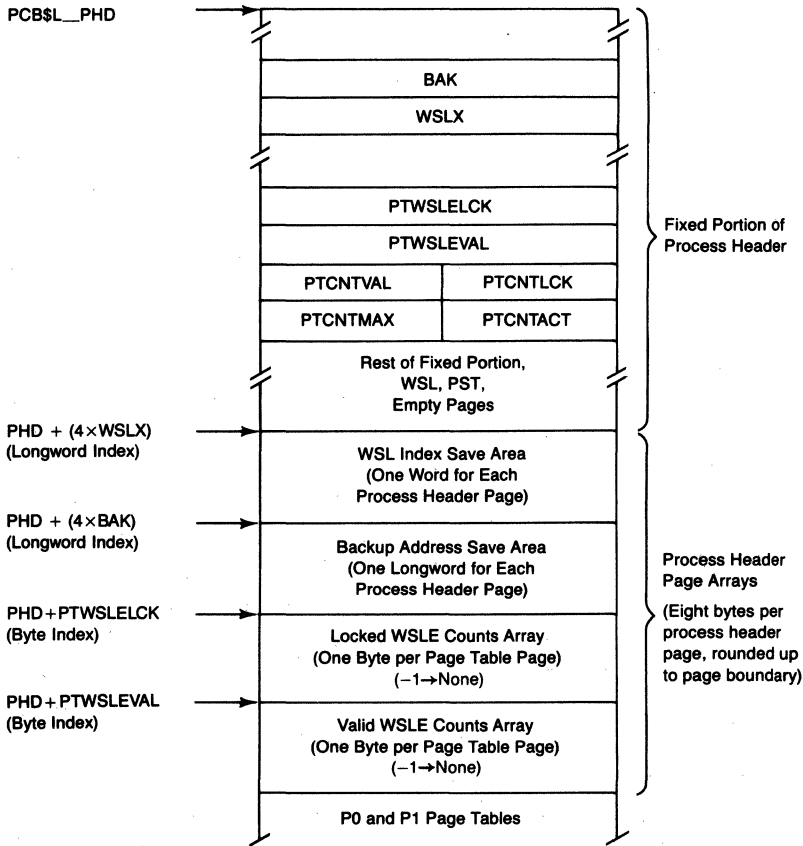 PCB$L__PHD
BAK
WSLX
PTWSLELCK
PTWSLEVAL
PTCNTVAL PTCNTLCK
PTCNTMAX PTCNTACT
Rest of Fixed Portion,
WSL, PST,
Empty Pages
Fixed Portion of
Process Header
PHD + (4×WSLX)
(Longword Index)
WSL Index Save Area
(One Word for Each
Process Header Page)
PHD + (4×BAK)
(Longword Index)
Backup Address Save Area
(One Longword for Each
Process Header Page)
PHD+PTWSLELCK
(Byte Index)
Locked WSLE Counts Array
(One Byte per Page Table Page)
(−1→None)
PHD+PTWSLEVAL
(Byte Index)
Valid WSLE Counts Array
(One Byte per Page Table Page)
(−1→None)
Process Header
Page Arrays
(Eight bytes per
process header
page, rounded up
to page boundary)
P0 and P1 Page Tables